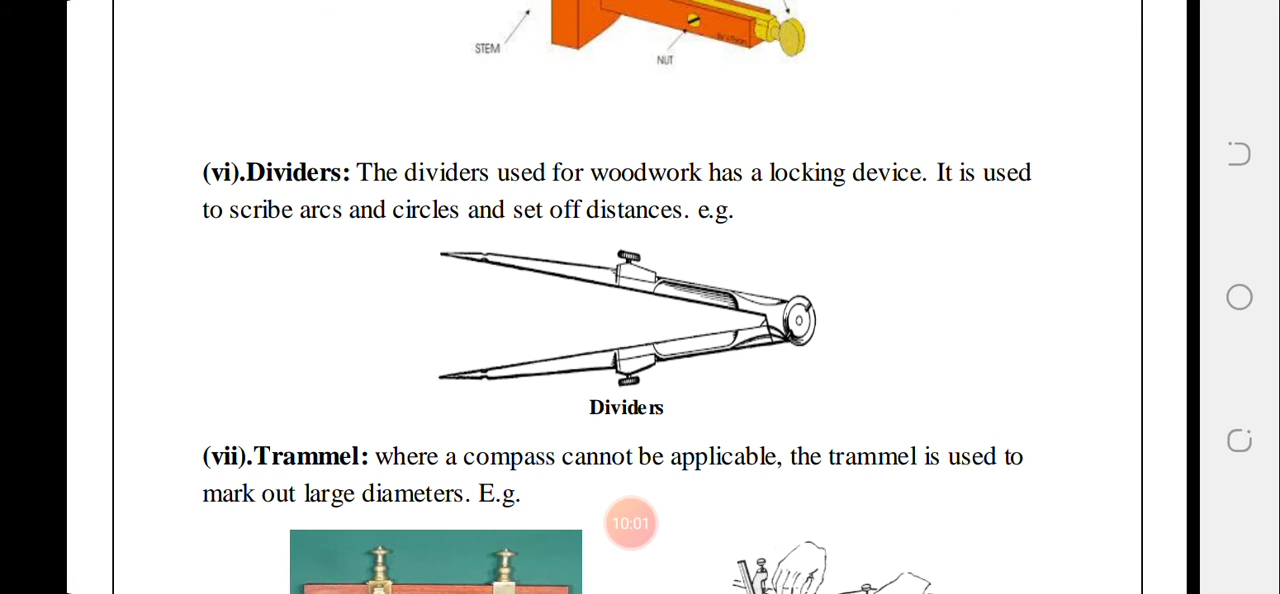 STEM
NUT
(vi).Dividers: The dividers used for woodwork has a locking device. It is used
to scribe arcs and circles and set off distances. e.g.
Dividers
(vii).Trammel: where a compass cannot be applicable, the trammel is used to
mark out large diameters. E.g.
10:01